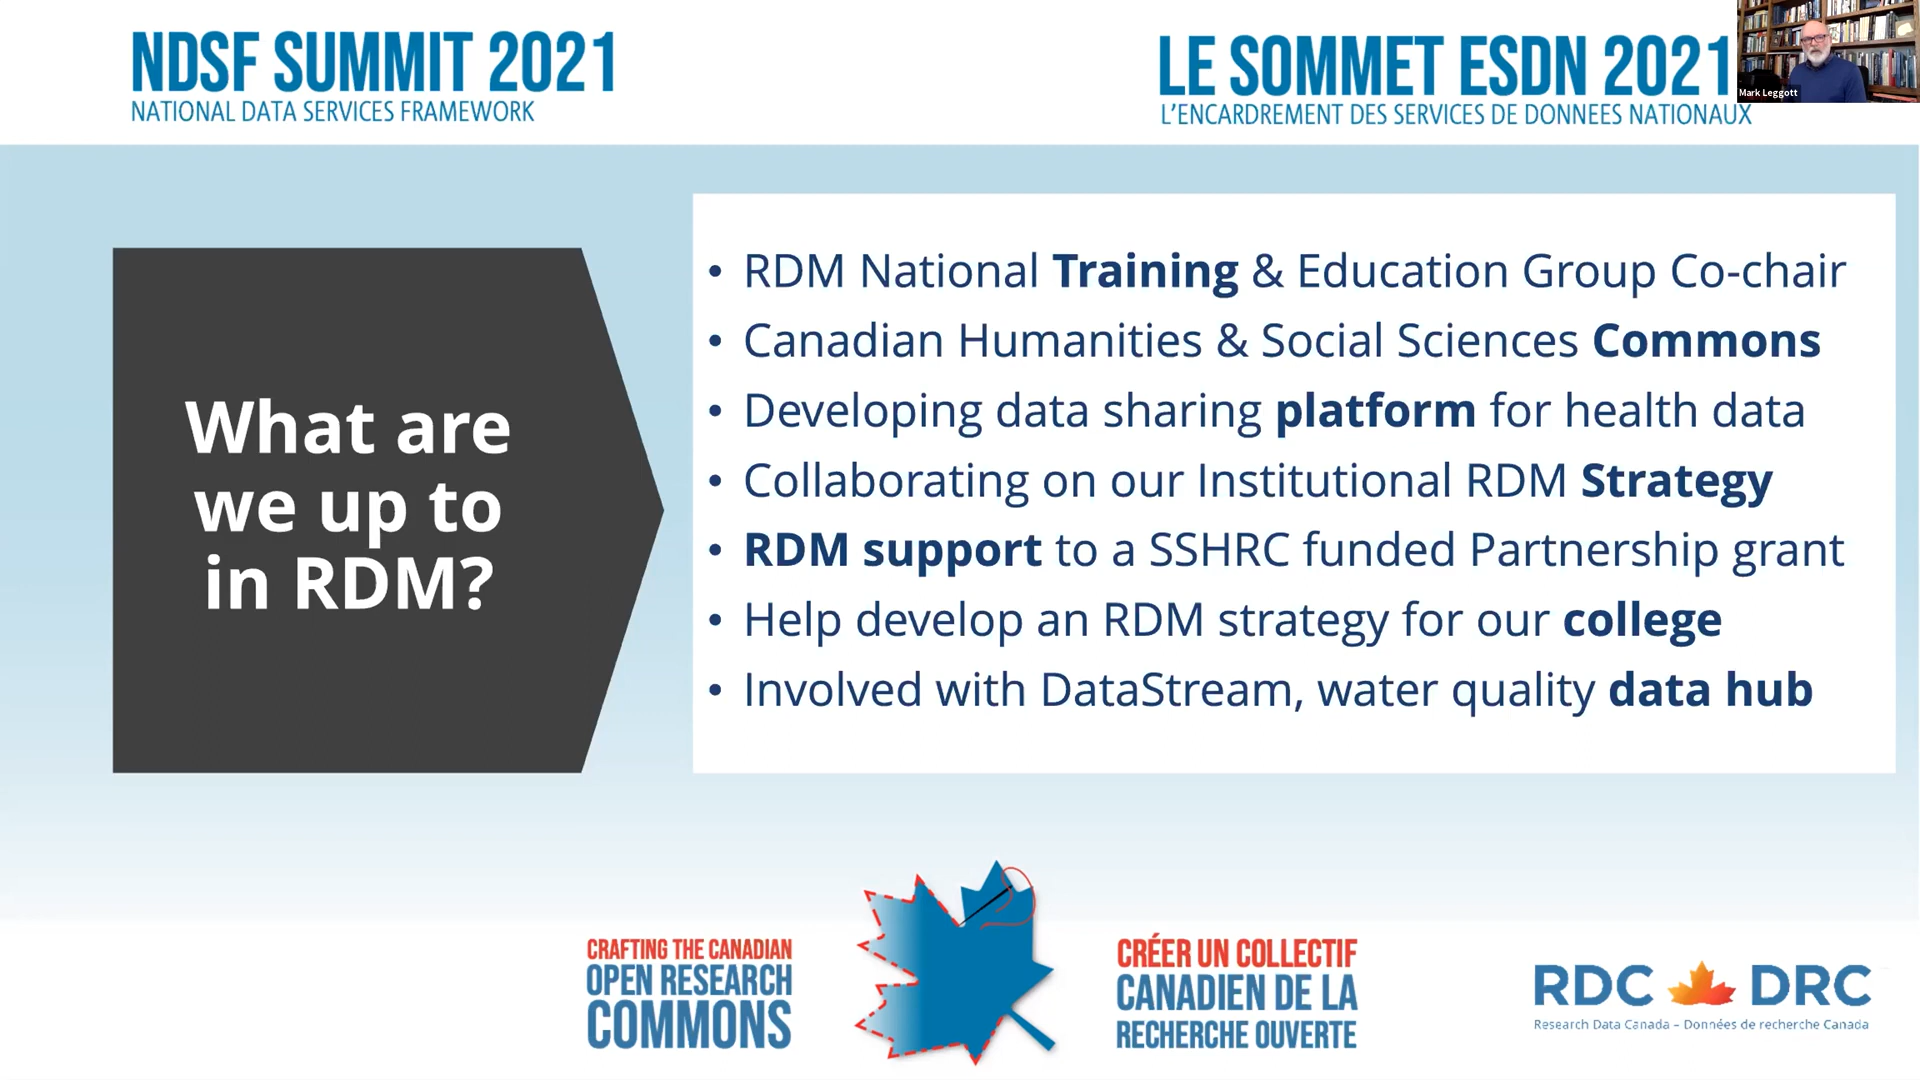 NDSF SUMMIT 2021
NATIONAL DATA SERVICES FRAMEWORK
LE SOMMET ESDN 2021
L'ENCARDREMENT DES SERVICES DE DONNEES NATIONAUX
Mark Leggott
What are
we up to
in RDM?
• RDM National Training & Education Group Co-chair
• Canadian Humanities & Social Sciences Commons
• Developing data sharing platform for health data
• Collaborating on our Institutional RDM Strategy
• RDM support to a SSHRC funded Partnership grant
• Help develop an RDM strategy for our college
• Involved with DataStream, water quality data hub
CRAFTING THE CANADIAN
OPEN RESEARCH
COMMONS
CRÉER UN COLLECTIF
CANADIEN DE LA
RECHERCHE OUVERTE
RDC DRC
Research Data Canada – Données de recherche Canada